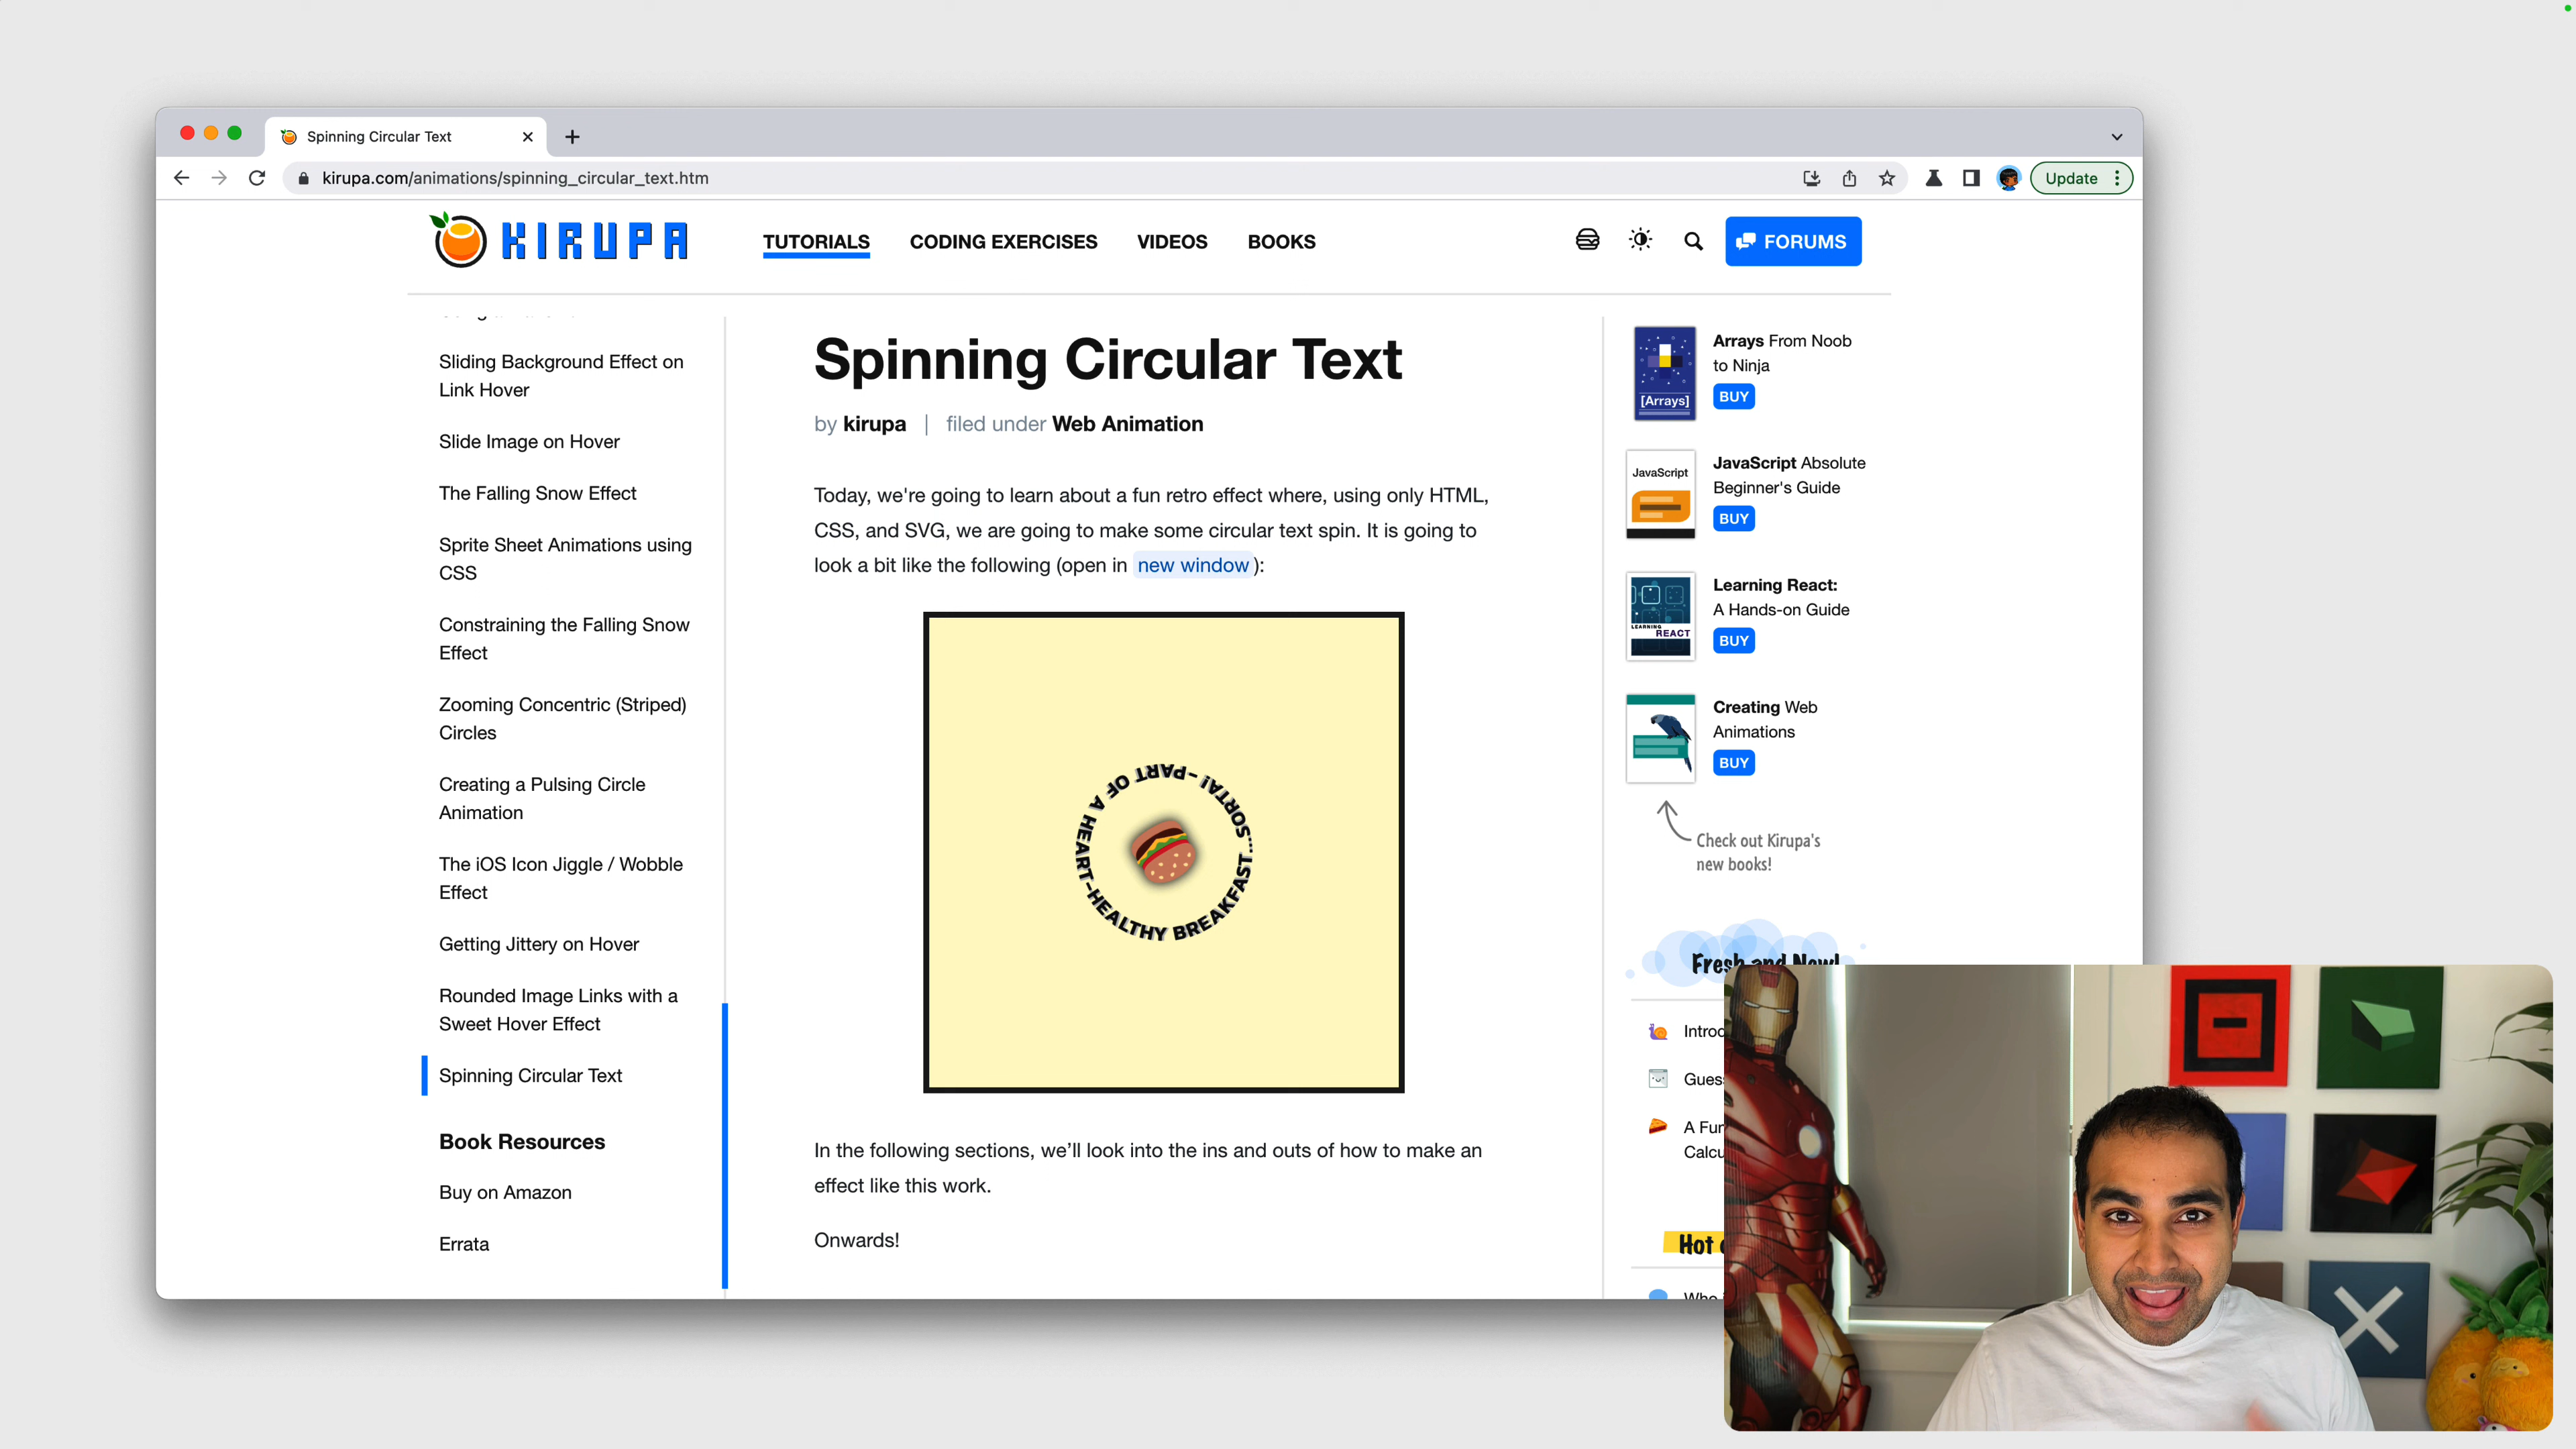 Spinning Circular Text
kirupa.com/animations/spinning_circular_text.htm
Update
KIRUPA
TUTORIALS
CODING EXERCISES
VIDEOS
BOOKS
FORUMS
Sliding Background Effect on
Link Hover
Slide Image on Hover
The Falling Snow Effect
Sprite Sheet Animations using
CSS
Constraining the Falling Snow
Effect
Zooming Concentric (Striped)
Circles
Creating a Pulsing Circle
Animation
The iOS Icon Jiggle / Wobble
Effect
Getting Jittery on Hover
Rounded Image Links with a
Sweet Hover Effect
Spinning Circular Text
Book Resources
Buy on Amazon
Errata
Spinning Circular Text
by kirupa | filed under Web Animation
Today, we're going to learn about a fun retro effect where, using only HTML,
CSS, and SVG, we are going to make some circular text spin. It is going to
look a bit like the following (open in new window):
PART OF A HEART-HEALTHY BREAKFAST...SORTA! -
In the following sections, we’ll look into the ins and outs of how to make an
effect like this work.
Onwards!
[Arrays]
Arrays From Noob
to Ninja
BUY
JavaScript
JavaScript Absolute
Beginner's Guide
BUY
LEARNING
REACT
Learning React:
A Hands-on Guide
BUY
Creating Web
Animations
BUY
Check out Kirupa's
new books!
Fresh and New!
Introc
Gues
A Fur
Calcu
Hot
Who